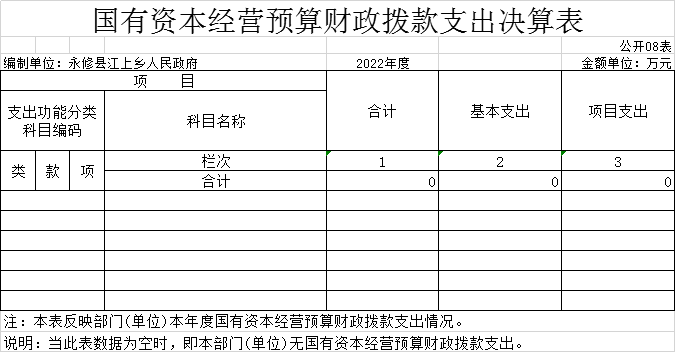 国有资本经营预算财政拨款支出决算表
公开08表
编制单位：永修县江上乡人民政府 2022年度 金额单位：万元
项 目 合计 基本支出 项目支出
支出功能分类科目编码 科目名称
类 款 项 栏次 1 2 3
合计 0 0 0
注：本表反映部门(单位)本年度国有资本经营预算财政拨款支出情况。
说明：当此表数据为空时，即本部门(单位)无国有资本经营预算财政拨款支出。